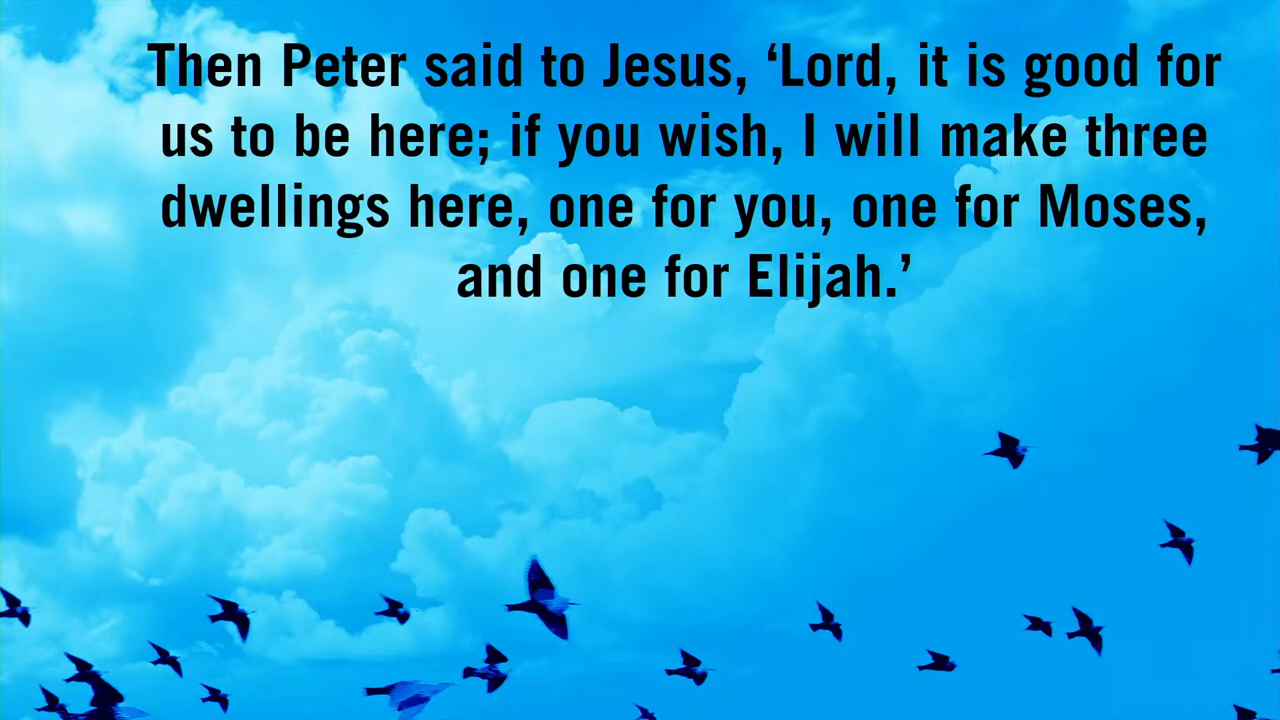 Then Peter said to Jesus, ‘Lord, it is good for
us to be here; if you wish, I will make three
dwellings here, one for you, one for Moses,
and one for Elijah.’